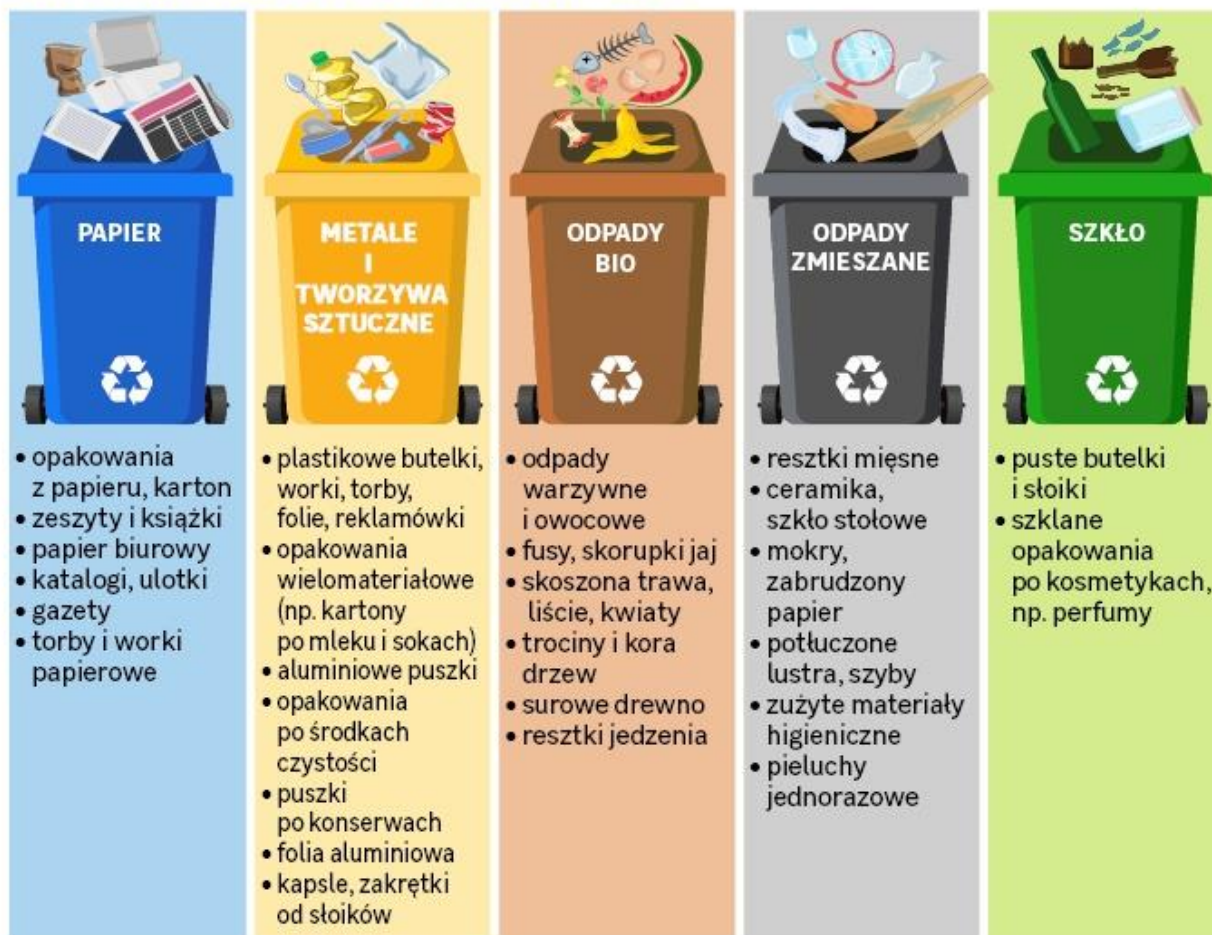 PAPIER
• opakowania
z papieru, karton
• zeszyty i książki
• papier biurowy
• katalogi, ulotki
• gazety
• torby i worki
papierowe
METALE
I
TWORZYWA
SZTUCZNE
• plastikowe butelki,
worki, torby,
folie, reklamówki
• opakowania
wielomateriałowe
(np. kartony
po mleku i sokach)
• aluminiowe puszki
• opakowania
po środkach
czystości
• puszki
po konserwach
• folia aluminiowa
• kapsle, zakrętki
od słoików
ODPADY
BIO
• odpady
warzywne
i owocowe
• fusy, skorupki jaj
• skoszona trawa,
liście, kwiaty
• trociny i kora
drzew
• surowe drewno
• resztki jedzenia
ODPADY
ZMIESZANE
• resztki mięsne
• ceramika,
szkło stołowe
• mokry,
zabrudzony
papier
• potłuczone
lustra, szyby
• zużyte materiały
higieniczne
• pieluchy
jednorazowe
SZKŁO
• puste butelki
i słoiki
• szklane
opakowania
po kosmetykach,
np. perfumy